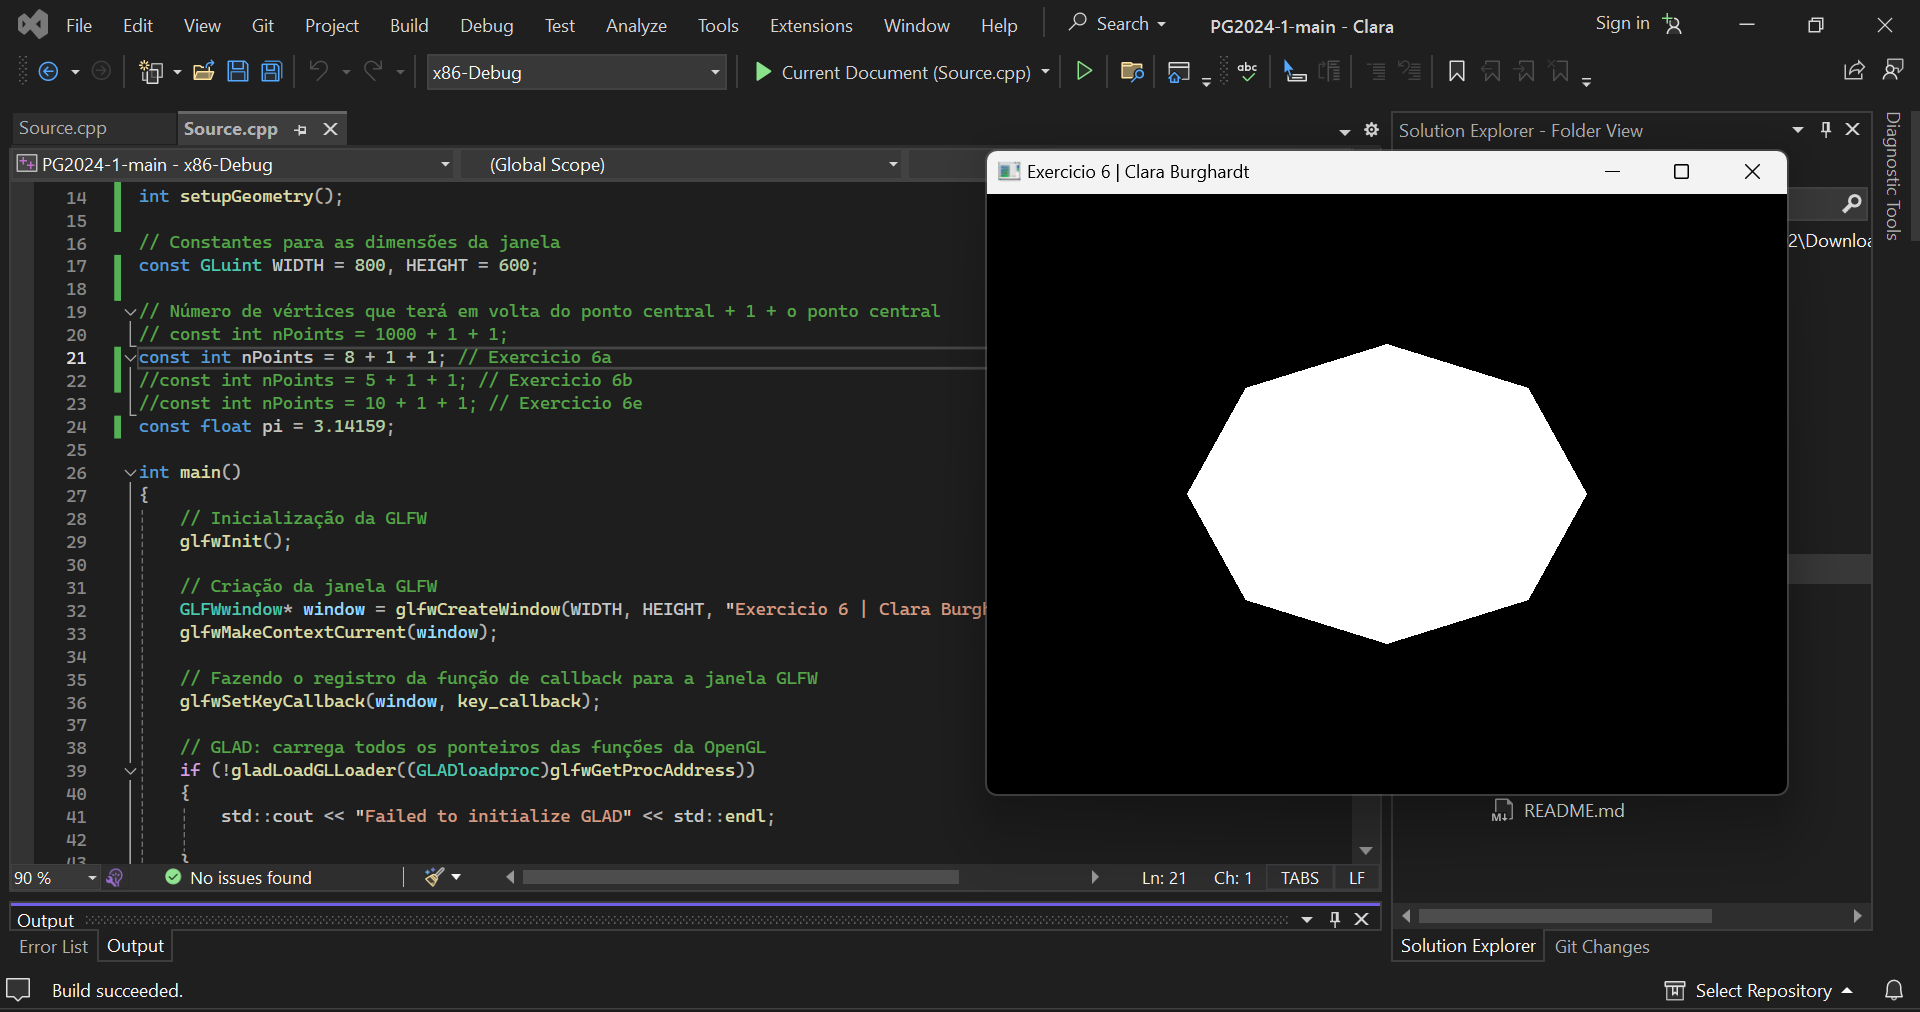 File Edit View Git Project Build Debug Test Analyze Tools Extensions Window Help Search PG2024-1-main - Clara Sign in
x86-Debug Current Document (Source.cpp)
Source.cpp Source.cpp
PG2024-1-main - x86-Debug (Global Scope)
14 int setupGeometry();
15
16 // Constantes para as dimensões da janela
17 const GLuint WIDTH = 800, HEIGHT = 600;
18
19 // Número de vértices que terá em volta do ponto central + 1 + o ponto central
20 // const int nPoints = 1000 + 1 + 1;
21 const int nPoints = 8 + 1 + 1; // Exercicio 6a
22 //const int nPoints = 5 + 1 + 1; // Exercicio 6b
23 //const int nPoints = 10 + 1 + 1; // Exercicio 6e
24 const float pi = 3.14159;
25
26 int main()
27 {
28 // Inicialização da GLFW
29 glfwInit();
30
31 // Criação da janela GLFW
32 GLFWwindow* window = glfwCreateWindow(WIDTH, HEIGHT, "Exercicio 6 | Clara Burgh
33 glfwMakeContextCurrent(window);
34
35 // Fazendo o registro da função de callback para a janela GLFW
36 glfwSetKeyCallback(window, key_callback);
37
38 // GLAD: carrega todos os ponteiros das funções da OpenGL
39 if (!gladLoadGLLoader((GLADloadproc)glfwGetProcAddress))
40 {
41 std::cout << "Failed to initialize GLAD" << std::endl;
42
43 }
90 % No issues found Ln: 21 Ch: 1 TABS LF
Output
Error List Output
Build succeeded.
Exercicio 6 | Clara Burghardt
Solution Explorer - Folder View
2\Downloa
README.md
Solution Explorer Git Changes
Select Repository
Diagnostic Tools